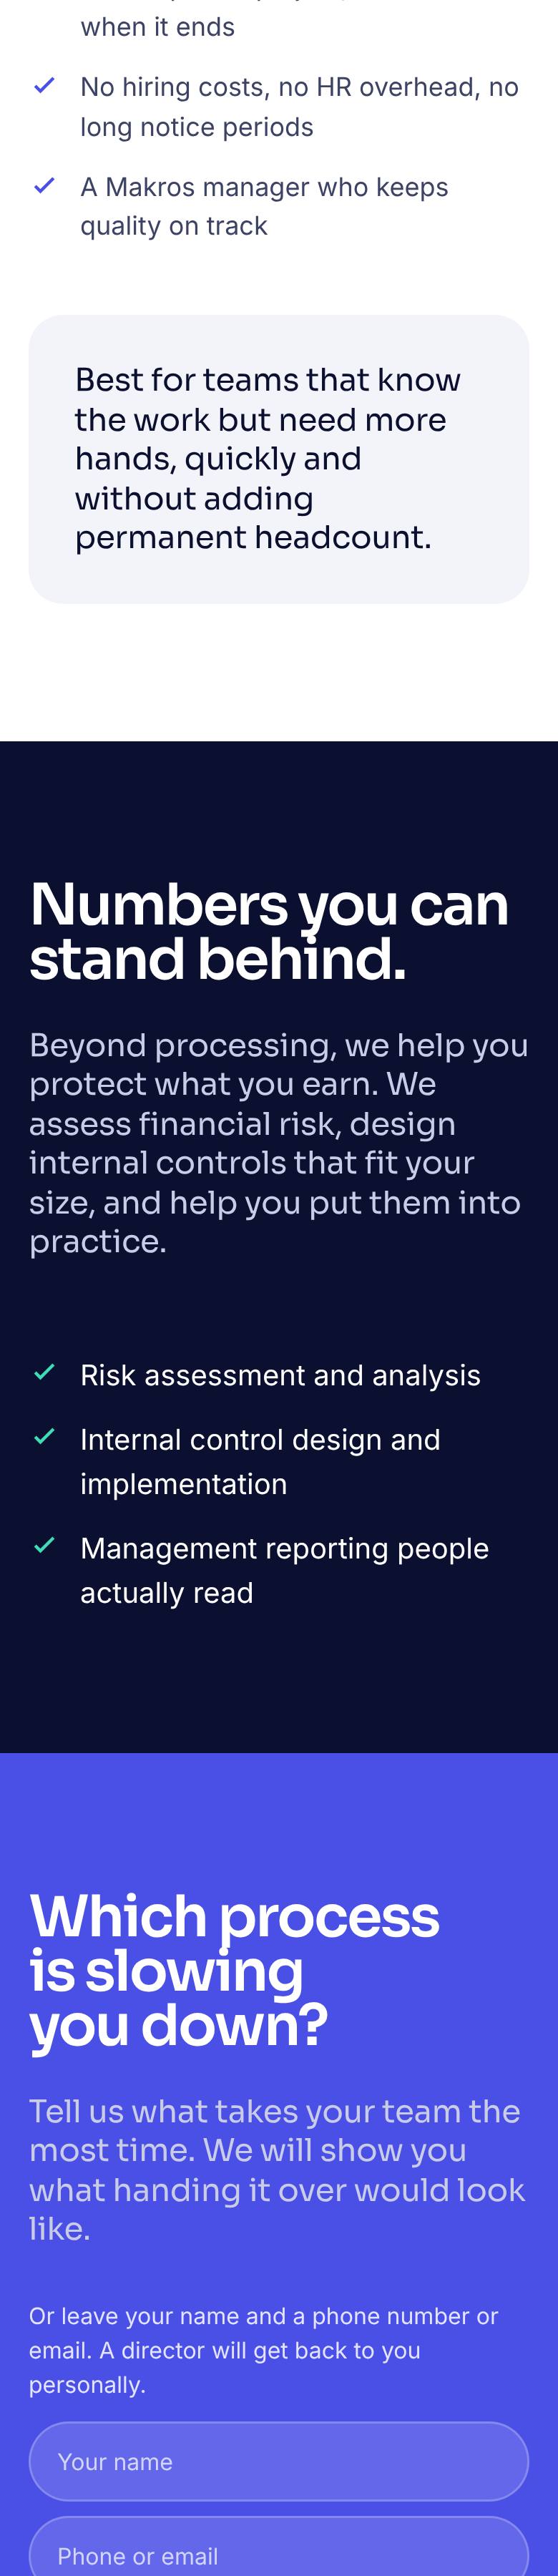 when it ends
No hiring costs, no HR overhead, no
long notice periods
A Makros manager who keeps
quality on track
Best for teams that know
the work but need more
hands, quickly and
without adding
permanent headcount.
Numbers you can
stand behind.
Beyond processing, we help you
protect what you earn. We
assess financial risk, design
internal controls that fit your
size, and help you put them into
practice.
Risk assessment and analysis
Internal control design and
implementation
Management reporting people
actually read
Which process
is slowing
you down?
Tell us what takes your team the
most time. We will show you
what handing it over would look
like.
Or leave your name and a phone number or
email. A director will get back to you
personally.
Your name
Phone or email